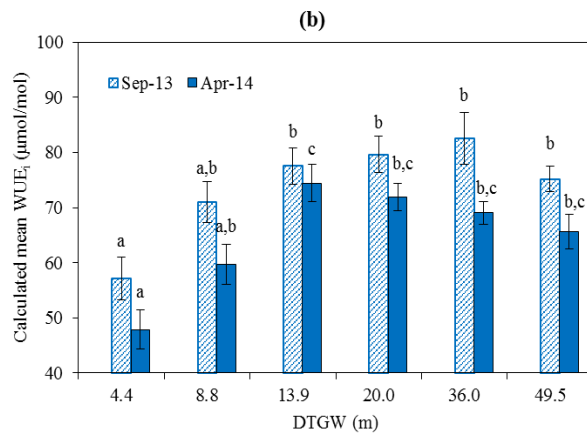 (b)
Calculated mean WUEi (μmol/mol)
100
90
80
70
60
50
40
Sep-13 Apr-14
a a
a,b a,b
b c
b b,c
b b,c
b b,c
4.4 8.8 13.9 20.0 36.0 49.5
DTGW (m)